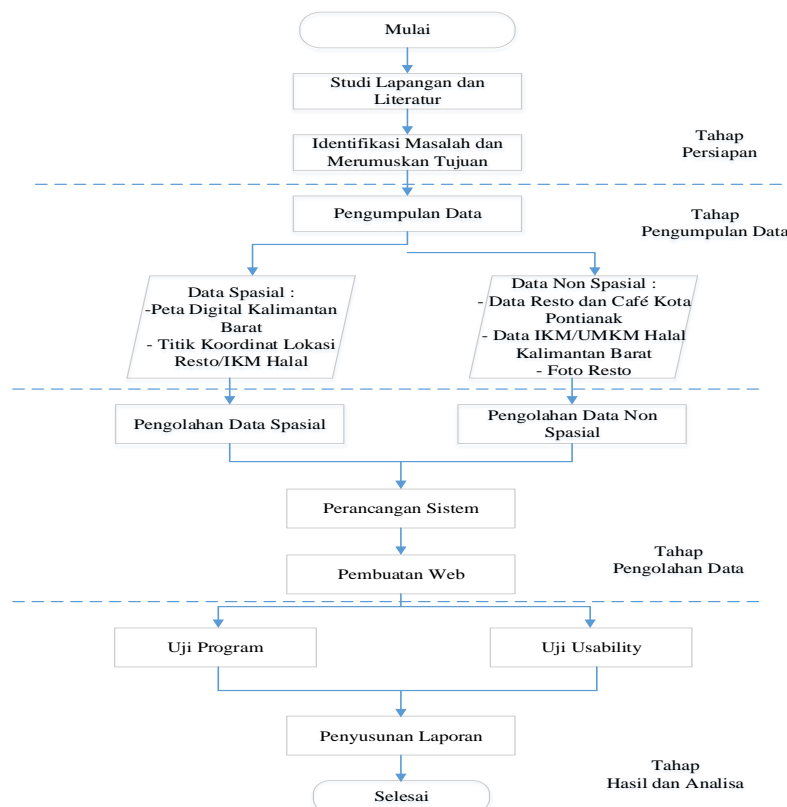 Mulai
Studi Lapangan dan
Literatur
Identifikasi Masalah dan
Merumuskan Tujuan
Tahap
Persiapan
Pengumpulan Data
Tahap
Pengumpulan Data
Data Spasial :
-Peta Digital Kalimantan
Barat
- Titik Koordinat Lokasi
Resto/IKM Halal
Data Non Spasial :
- Data Resto dan Café Kota
Pontianak
- Data IKM/UMKM Halal
Kalimantan Barat
- Foto Resto
Pengolahan Data Spasial
Pengolahan Data Non
Spasial
Perancangan Sistem
Pembuatan Web
Tahap
Pengolahan Data
Uji Program
Uji Usability
Penyusunan Laporan
Tahap
Hasil dan Analisa
Selesai